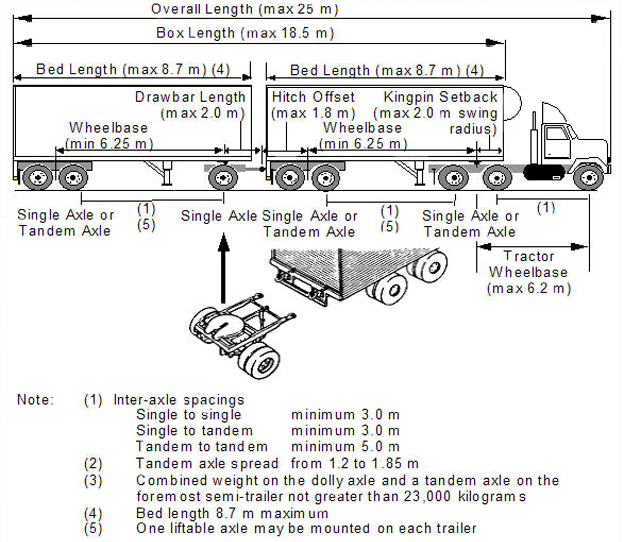 Overall Length (max 25 m)
Box Length (max 18.5 m)
Bed Length (max 8.7 m) (4)
Bed Length (max 8.7 m) (4)
Drawbar Length
(max 2.0 m)
Hitch Offset
(max 1.8 m)
Kingpin Setback
(max 2.0 m swing
radius)
Wheelbase
(min 6.25 m)
Wheelbase
(min 6.25 m)
Single Axle or
Tandem Axle
(1)
(5)
Single Axle
Single Axle or
Tandem Axle
(1)
(5)
Single Axle or
Tandem Axle
(1)
Tractor
Wheelbase
(max 6.2 m)
Note: (1) Inter-axle spacings
Single to single minimum 3.0 m
Single to tandem minimum 3.0 m
Tandem to tandem minimum 5.0 m
(2) Tandem axle spread from 1.2 to 1.85 m
(3) Combined weight on the dolly axle and a tandem axle on the
foremost semi-trailer not greater than 23,000 kilograms
(4) Bed length 8.7 m maximum
(5) One liftable axle may be mounted on each trailer